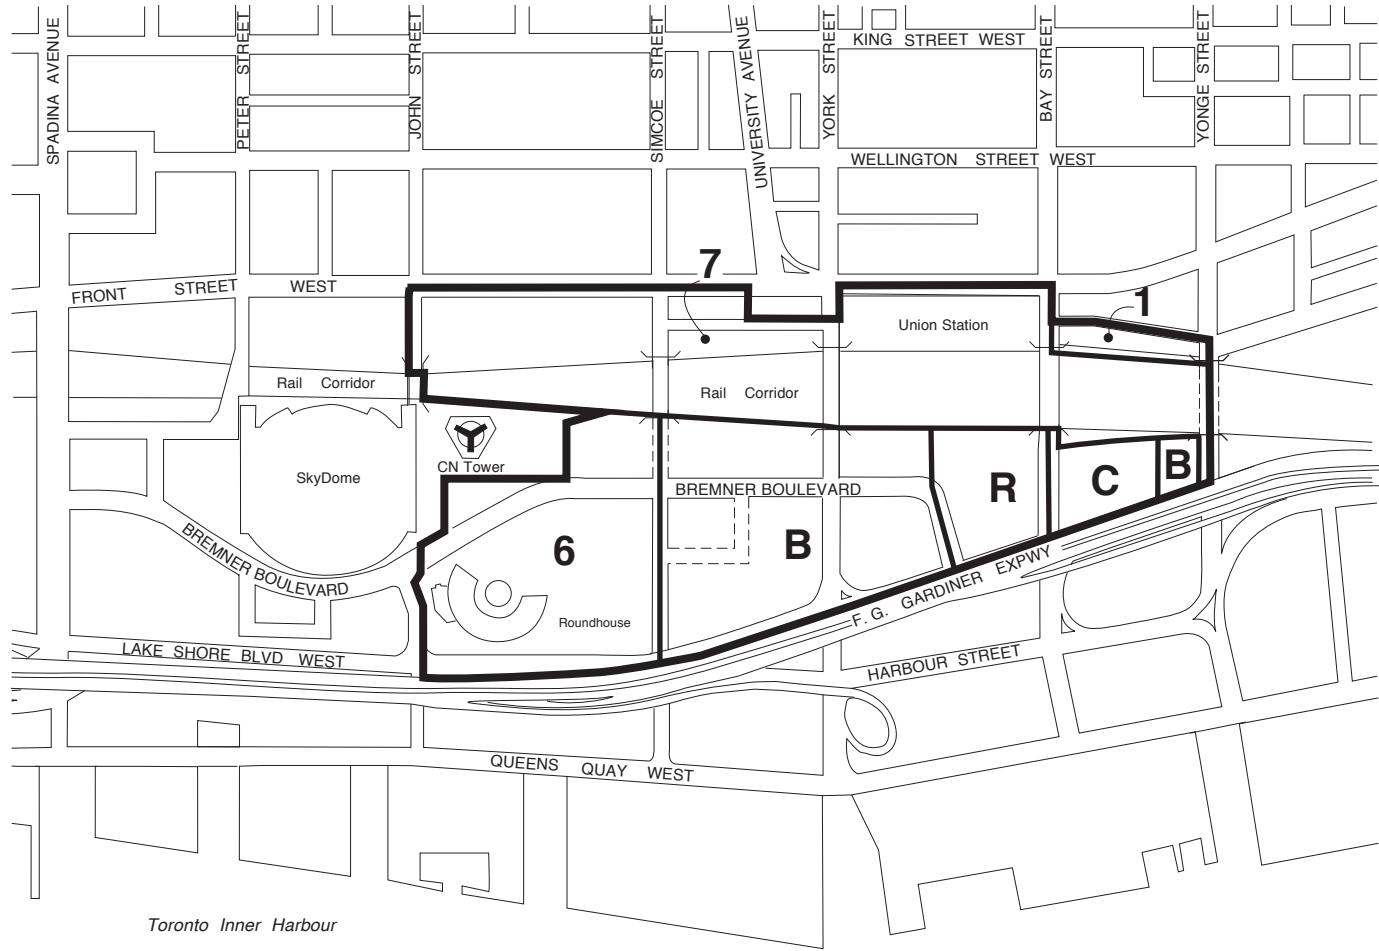 KING STREET WEST
SPADINA AVENUE
PETER STREET
JOHN STREET
SIMCOE STREET
UNIVERSITY AVENUE
YORK STREET
BAY STREET
YONGE STREET
WELLINGTON STREET WEST
7
FRONT STREET WEST
1
Union Station
Rail Corridor
Rail Corridor
CN Tower
SkyDome
BREMNER BOULEVARD
R
C
B
6
B
BREMNER BOULEVARD
F. G. GARDINER EXPWY
Roundhouse
LAKE SHORE BLVD WEST
HARBOUR STREET
QUEENS QUAY WEST
Toronto Inner Harbour